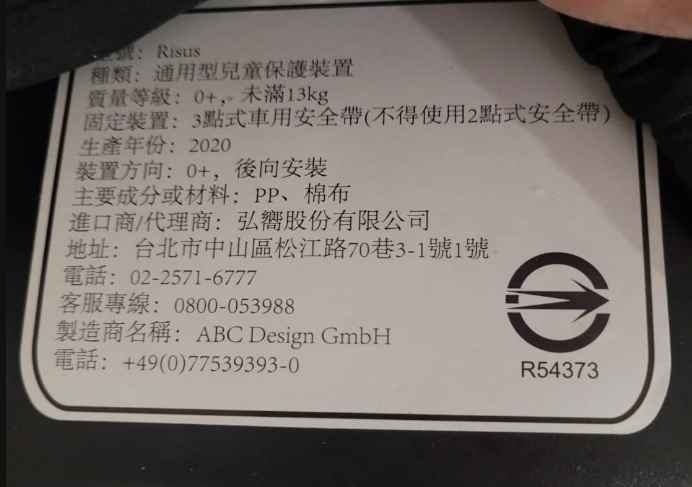 型號：Risus
種類：通用型兒童保護裝置
質量等級：0+，未滿13kg
固定裝置：3點式車用安全帶(不得使用2點式安全帶)
生產年份：2020
裝置方向：0+，後向安裝
主要成分或材料：PP、棉布
進口商/代理商：弘嚮股份有限公司
地址：台北市中山區松江路70巷3-1號1號
電話：02-2571-6777
客服專線：0800-053988
製造商名稱：ABC Design GmbH
電話：+49(0)77539393-0
R54373